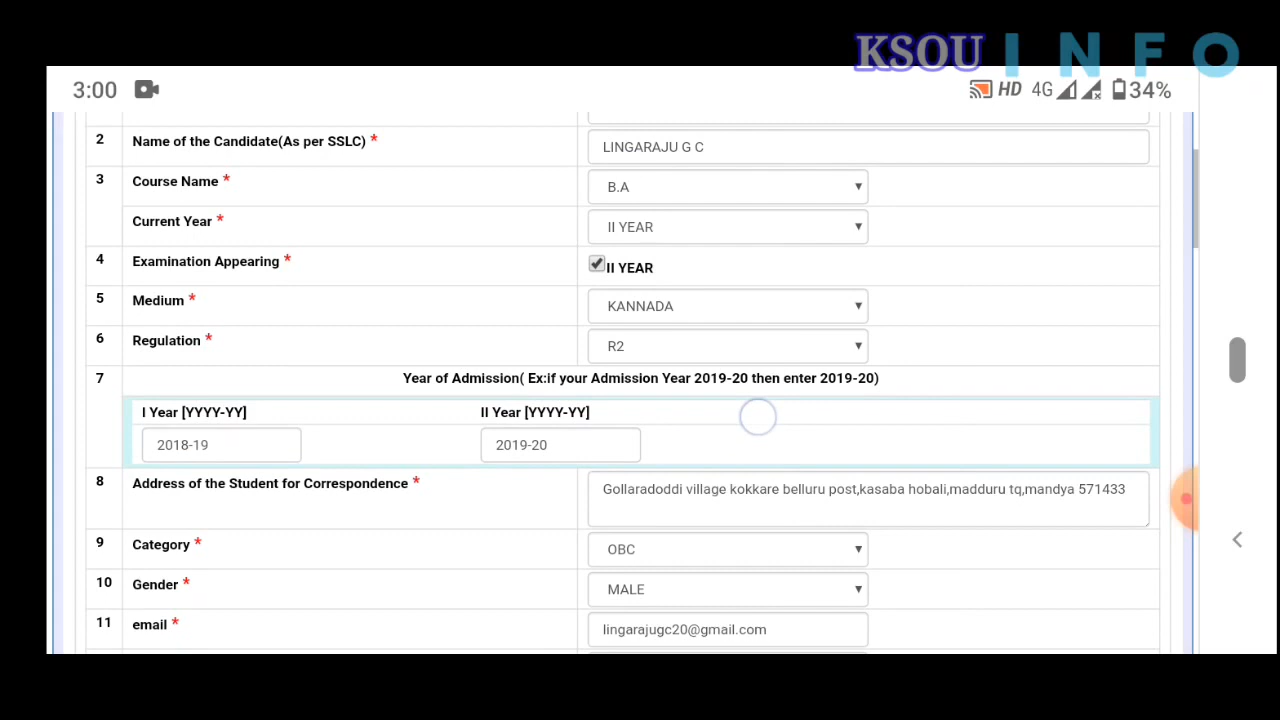 KSOU INFO
3:00 HD 4G 34%
2 Name of the Candidate(As per SSLC) * LINGARAJU G C
3 Course Name * B.A
Current Year * II YEAR
4 Examination Appearing * II YEAR
5 Medium * KANNADA
6 Regulation * R2
7 Year of Admission( Ex:if your Admission Year 2019-20 then enter 2019-20)
I Year [YYYY-YY] II Year [YYYY-YY]
2018-19 2019-20
8 Address of the Student for Correspondence * Gollaradoddi village kokkare belluru post,kasaba hobali,madduru tq,mandya 571433
9 Category * OBC
10 Gender * MALE
11 email * lingarajugc20@gmail.com